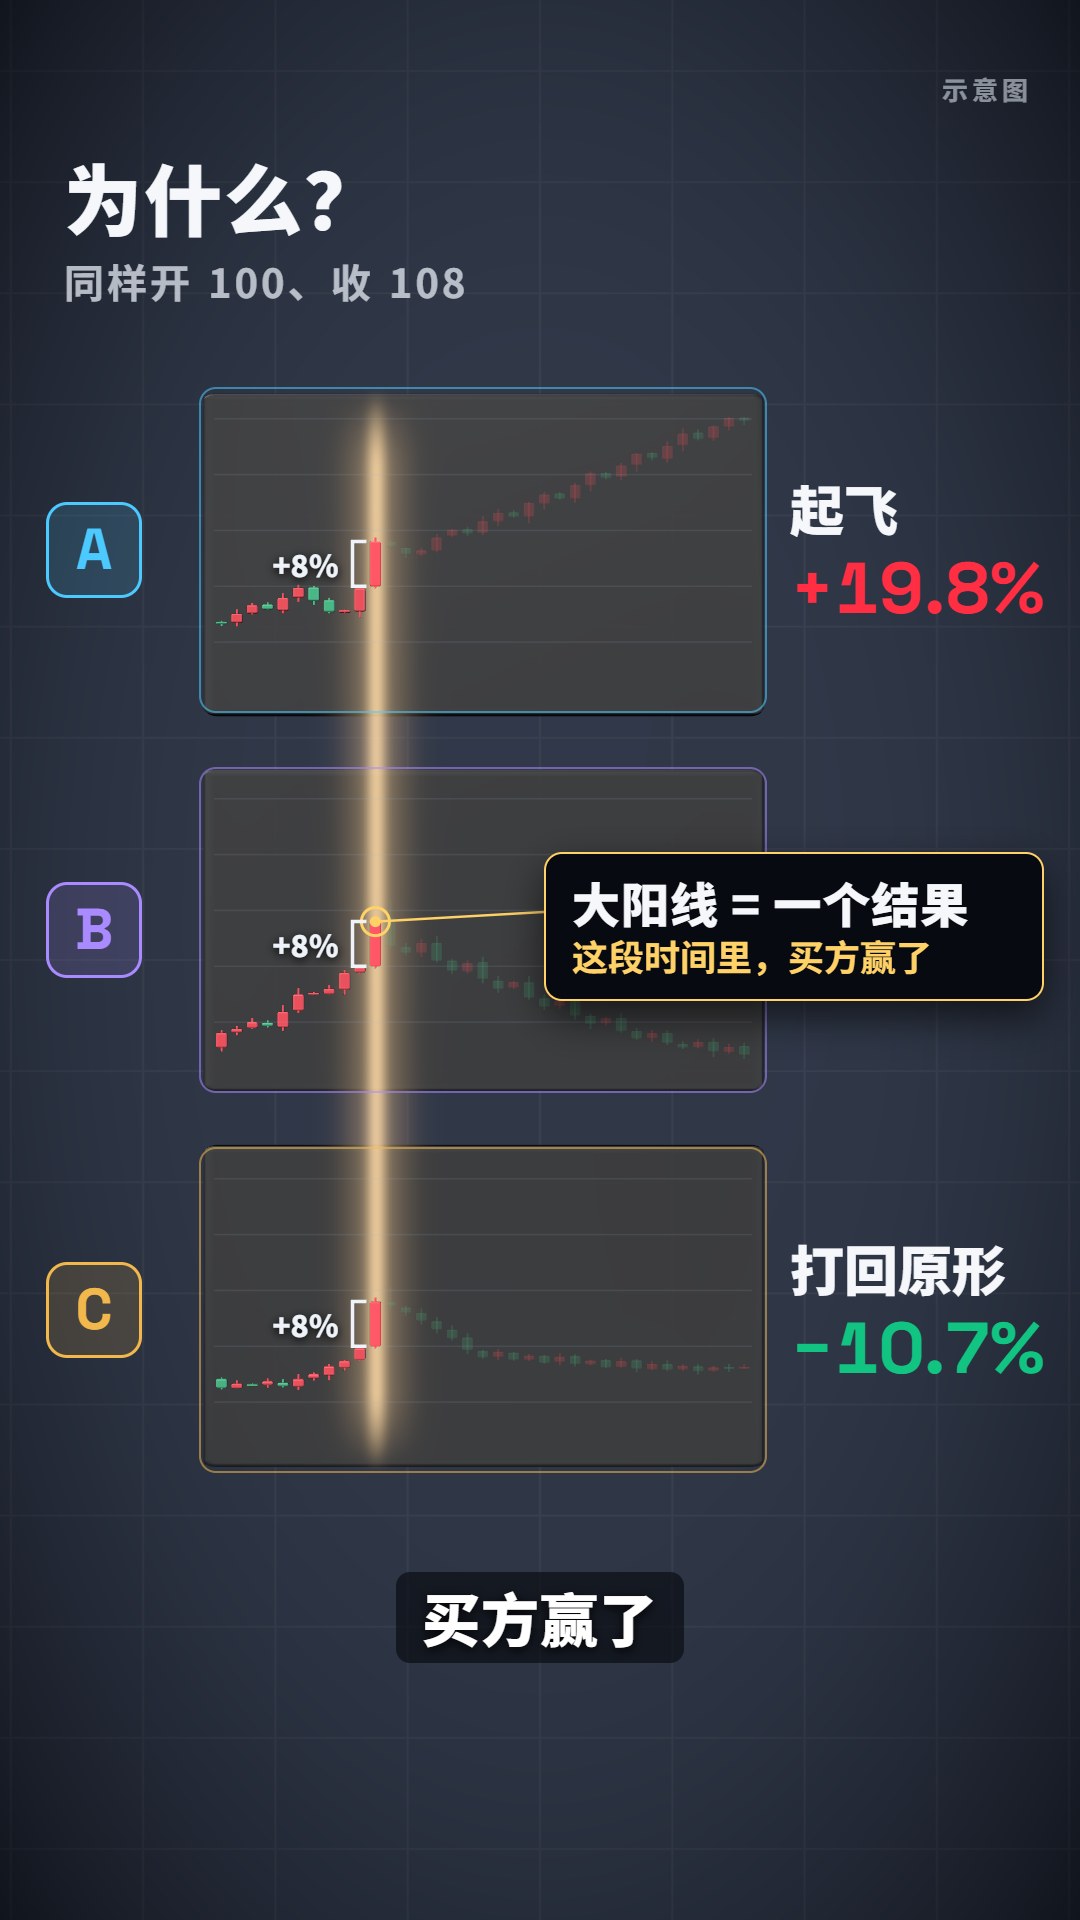 示意图
为什么？
同样开 100、收 108
A
+8%
起飞
+19.8%
B
+8%
大阳线 = 一个结果
这段时间里，买方赢了
C
+8%
打回原形
-10.7%
买方赢了